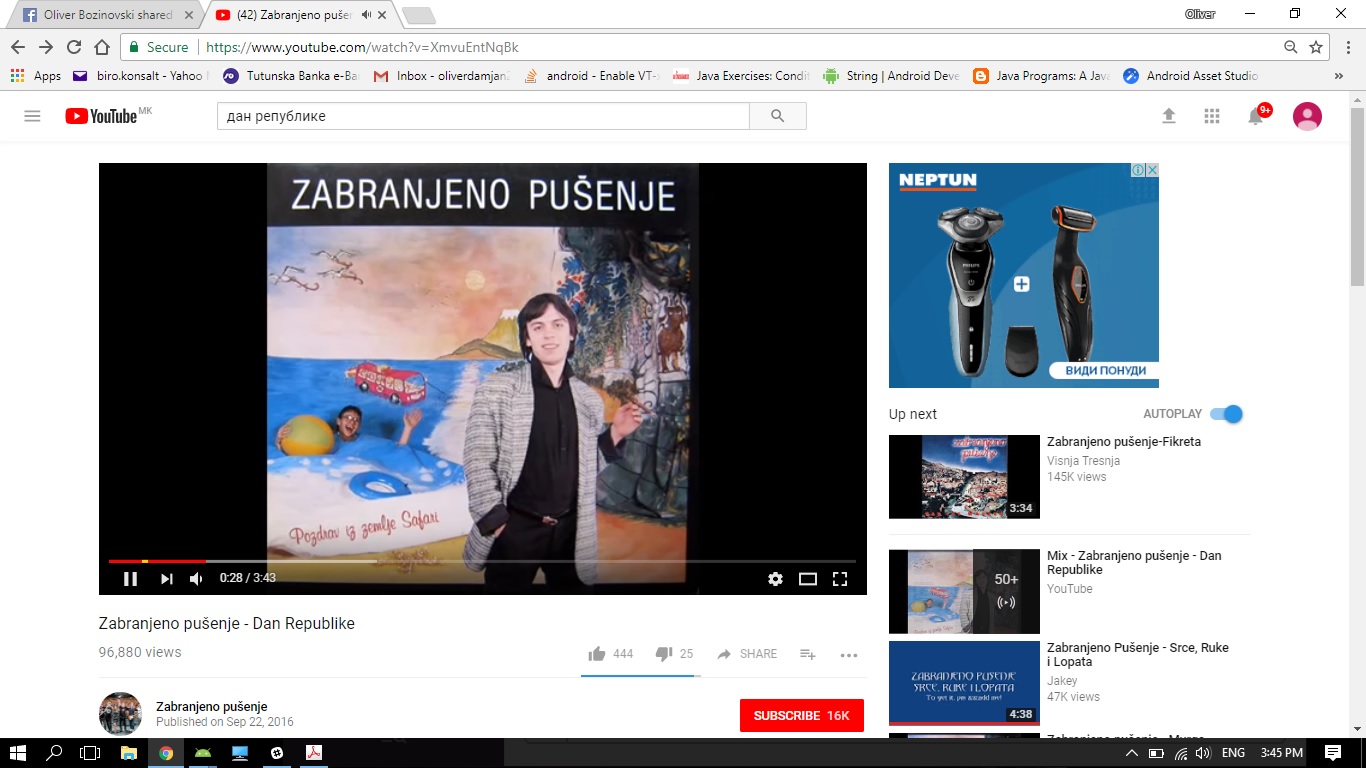 Oliver Bozinovski shared
(42) Zabranjeno pušen
Oliver
Secure
https://www.youtube.com/watch?v=XmvuEntNqBk
Apps
biro.konsalt - Yahoo
Tutunska Banka e-Ba
Inbox - oliverdamjan
android - Enable VT-
Java Exercises: Condit
String | Android Deve
Java Programs: A Java
Android Asset Studio
»
YouTube MK
дан републике
9+
ZABRANJENO PUŠENJE
Pozdrav iz zemlje Safari
0:28 / 3:43
NEPTUN
PHILIPS
ВИДИ ПОНУДИ
Up next
AUTOPLAY
zabranjeno pušenje
3:34
Zabranjeno pušenje-Fikreta
Visnja Tresnja
145K views
50+
Mix - Zabranjeno pušenje - Dan
Republike
YouTube
ZABRANJENO PUŠENJE
SRCE, RUKE I LOPATA
4:38
Zabranjeno Pušenje - Srce, Ruke
i Lopata
Jakey
47K views
Zabranjeno pušenje - Dan Republike
96,880 views
444
25
SHARE
Zabranjeno pušenje
Published on Sep 22, 2016
SUBSCRIBE 16K
ENG
3:45 PM